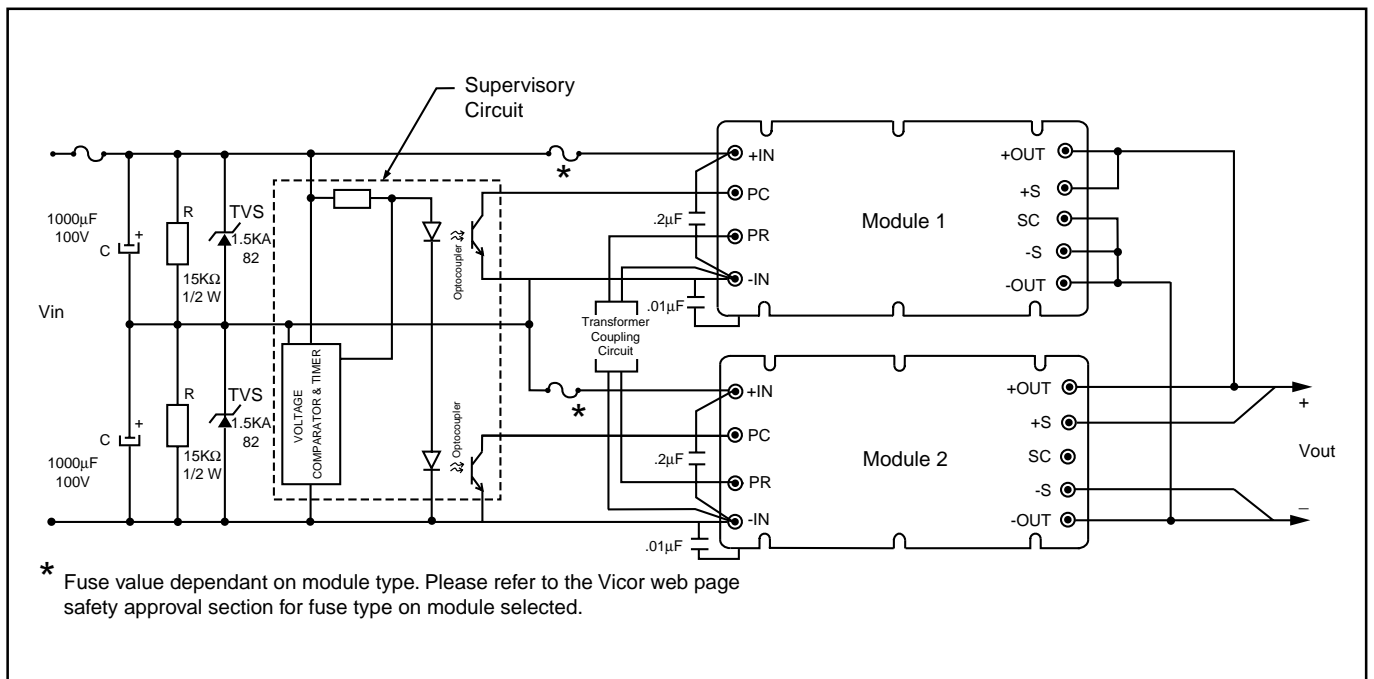 Supervisory
Circuit
*
+IN
PC
PR
-IN
.2µF
.01µF
Module 1
+OUT
+S
SC
-S
-OUT
1000µF
100V
+
C
R
15KΩ
1/2 W
TVS
1.5KA
82
Optocoupler
Vin
Transformer
Coupling
Circuit
VOLTAGE
COMPARATOR & TIMER
1000µF
100V
+
C
R
15KΩ
1/2 W
TVS
1.5KA
82
Optocoupler
*
+IN
PC
PR
-IN
.2µF
.01µF
Module 2
+OUT
+S
SC
-S
-OUT
+
Vout
–
* Fuse value dependant on module type. Please refer to the Vicor web page
safety approval section for fuse type on module selected.